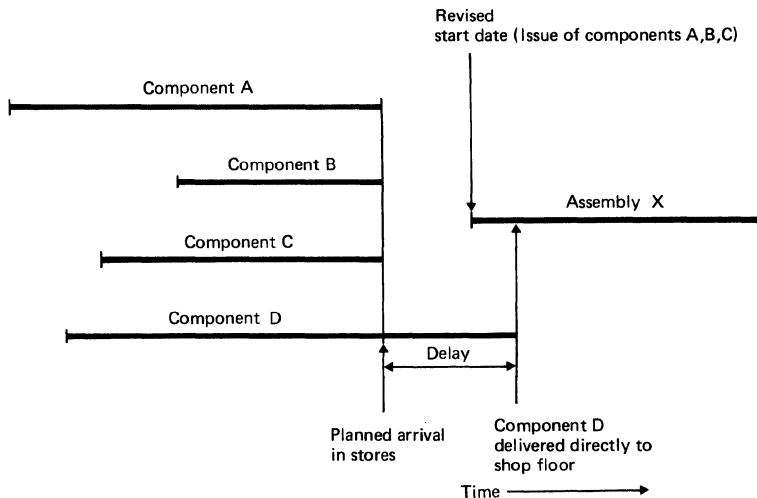 Revised
start date (Issue of components A,B,C)
Component A
Component B
Assembly X
Component C
Component D
Delay
Planned arrival
in stores
Component D
delivered directly to
shop floor
Time